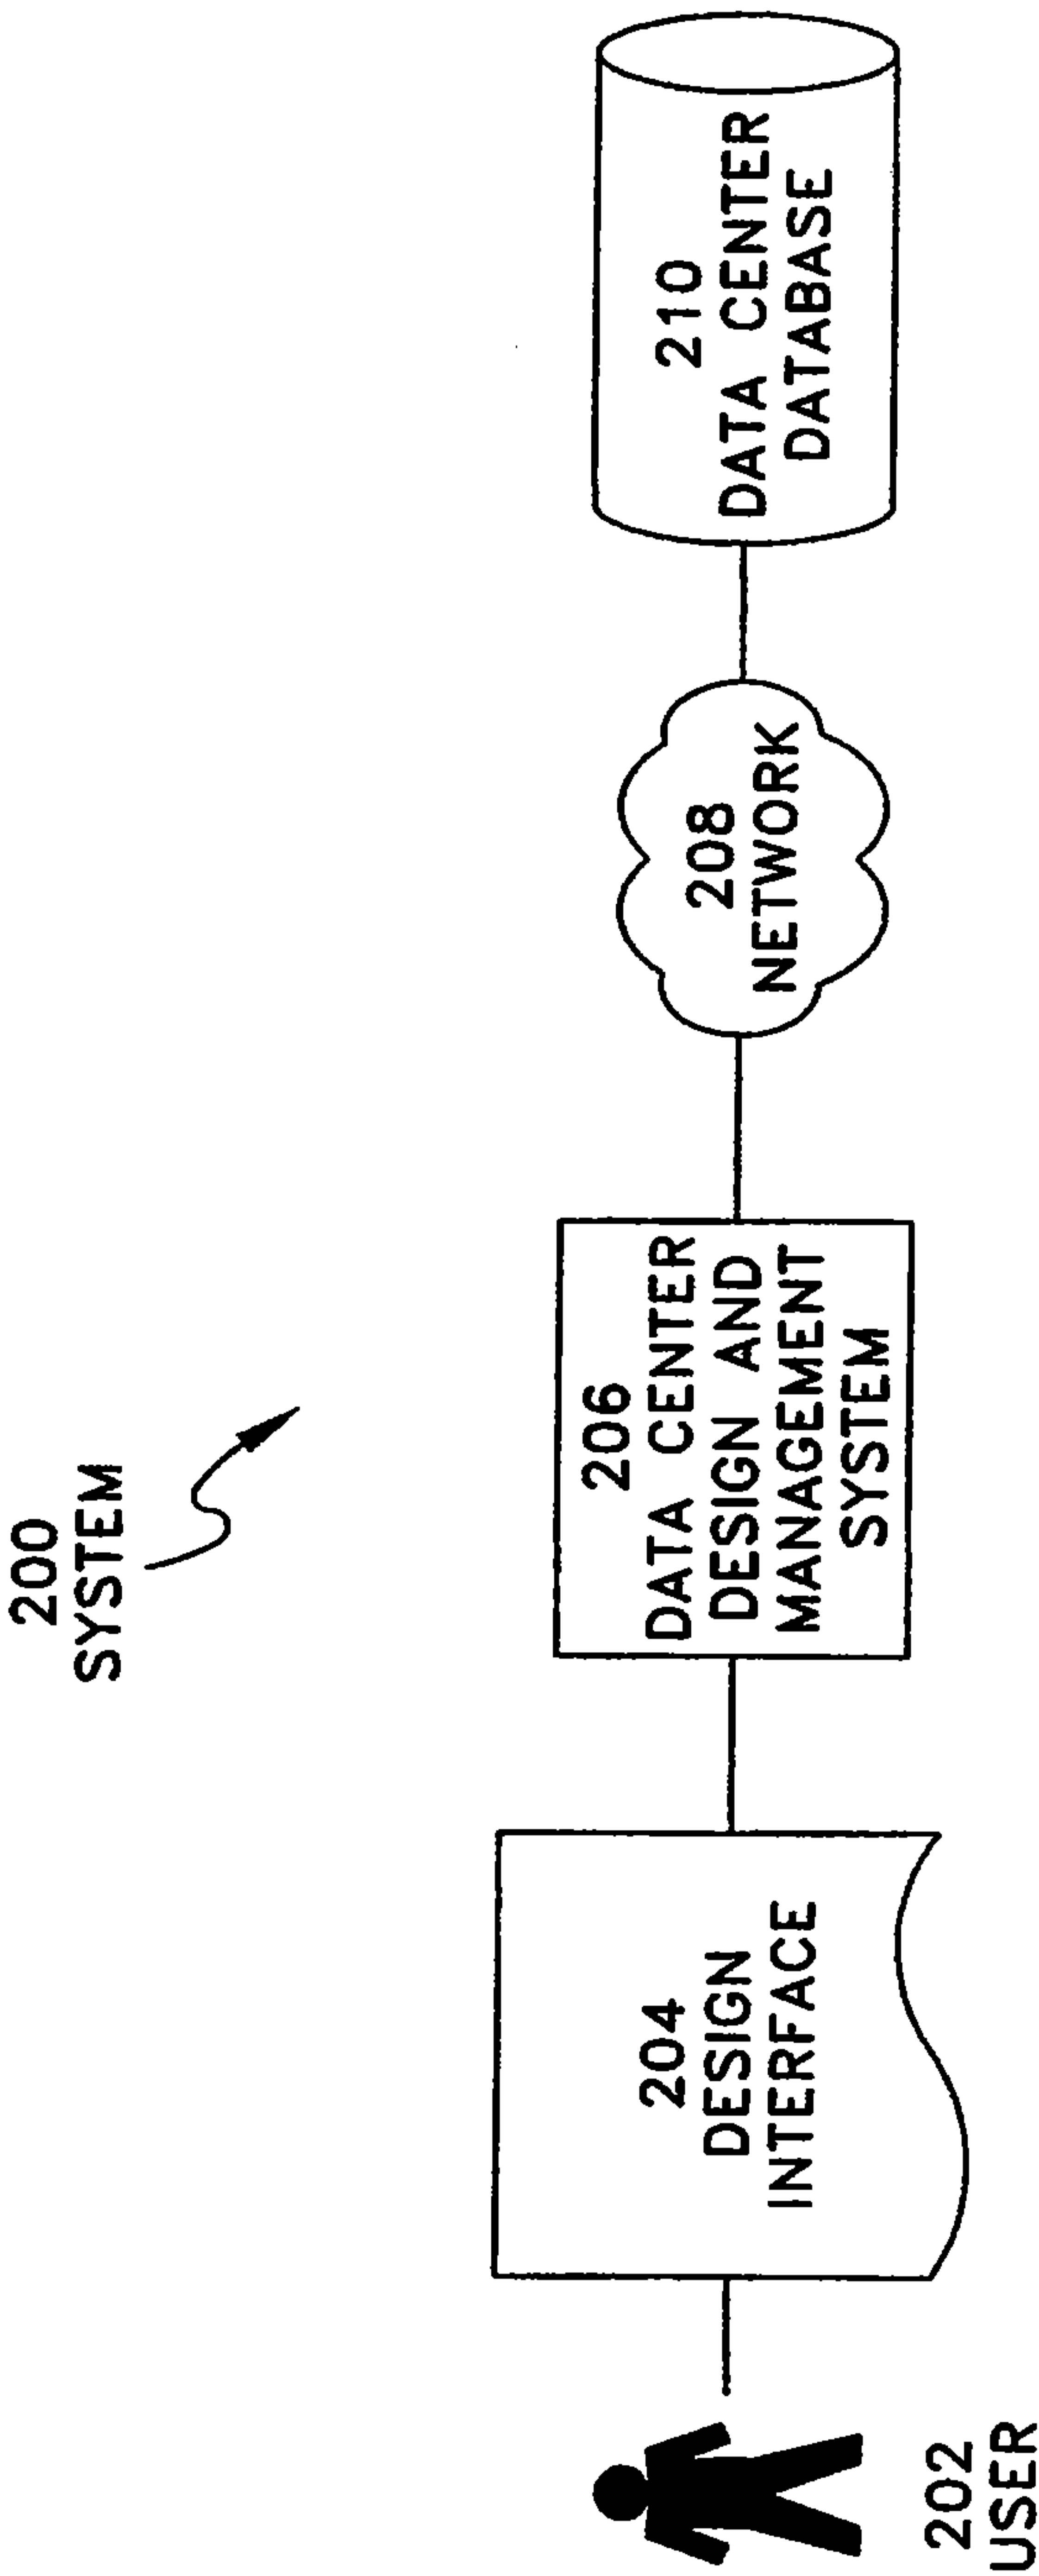 200
SYSTEM
202
USER
204
DESIGN
INTERFACE
206
DATA CENTER
DESIGN AND
MANAGEMENT
SYSTEM
208
NETWORK
210
DATA CENTER
DATABASE